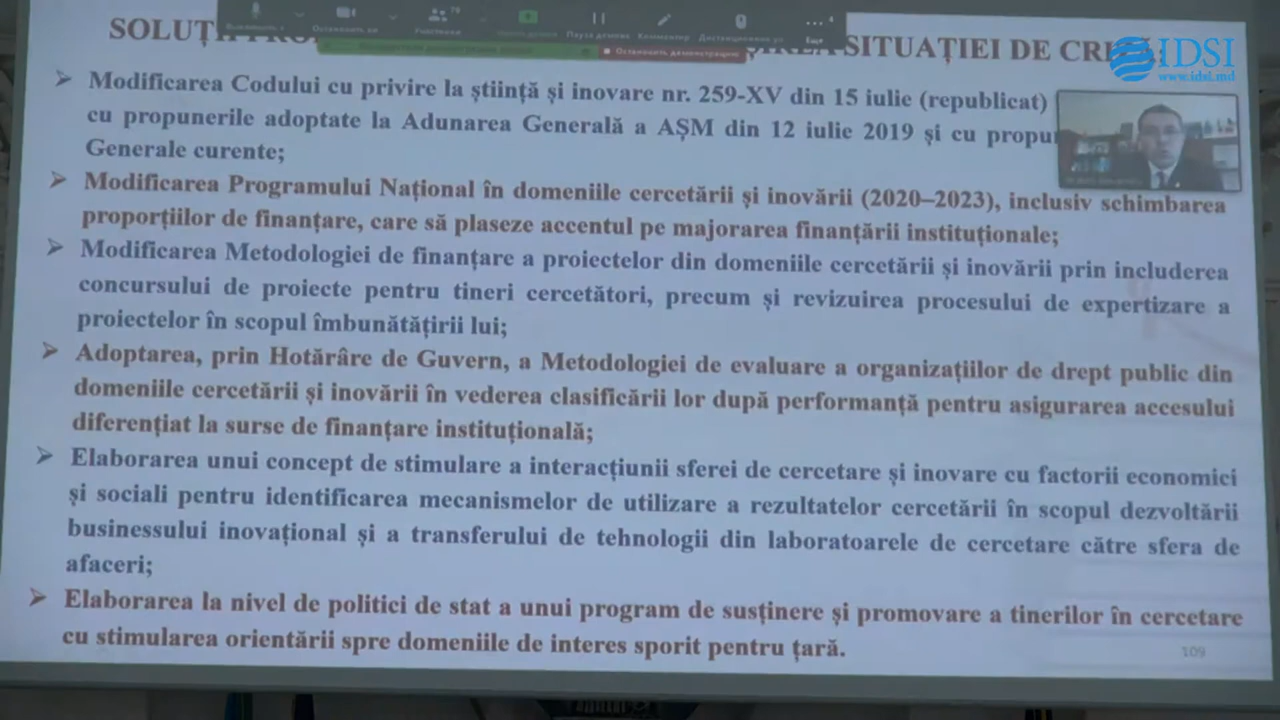 SOLUȚ SITUAȚIEI DE CRI
IDSI
www.idsi.md
Остановить демонстрацию
➢ Modificarea Codului cu privire la știință și inovare nr. 259-XV din 15 iulie (republicat)
cu propunerile adoptate la Adunarea Generală a AȘM din 12 iulie 2019 și cu propu
Generale curente;
➢ Modificarea Programului Național în domeniile cercetării și inovării (2020–2023), inclusiv schimbarea
proporțiilor de finanțare, care să plaseze accentul pe majorarea finanțării instituționale;
➢ Modificarea Metodologiei de finanțare a proiectelor din domeniile cercetării și inovării prin includerea
concursului de proiecte pentru tineri cercetători, precum și revizuirea procesului de expertizare a
proiectelor în scopul îmbunătățirii lui;
➢ Adoptarea, prin Hotărâre de Guvern, a Metodologiei de evaluare a organizațiilor de drept public din
domeniile cercetării și inovării în vederea clasificării lor după performanță pentru asigurarea accesului
diferențiat la surse de finanțare instituțională;
➢ Elaborarea unui concept de stimulare a interacțiunii sferei de cercetare și inovare cu factorii economici
și sociali pentru identificarea mecanismelor de utilizare a rezultatelor cercetării în scopul dezvoltării
businessului inovațional și a transferului de tehnologii din laboratoarele de cercetare către sfera de
afaceri;
➢ Elaborarea la nivel de politici de stat a unui program de susținere și promovare a tinerilor în cercetare
cu stimularea orientării spre domeniile de interes sporit pentru țară.
109